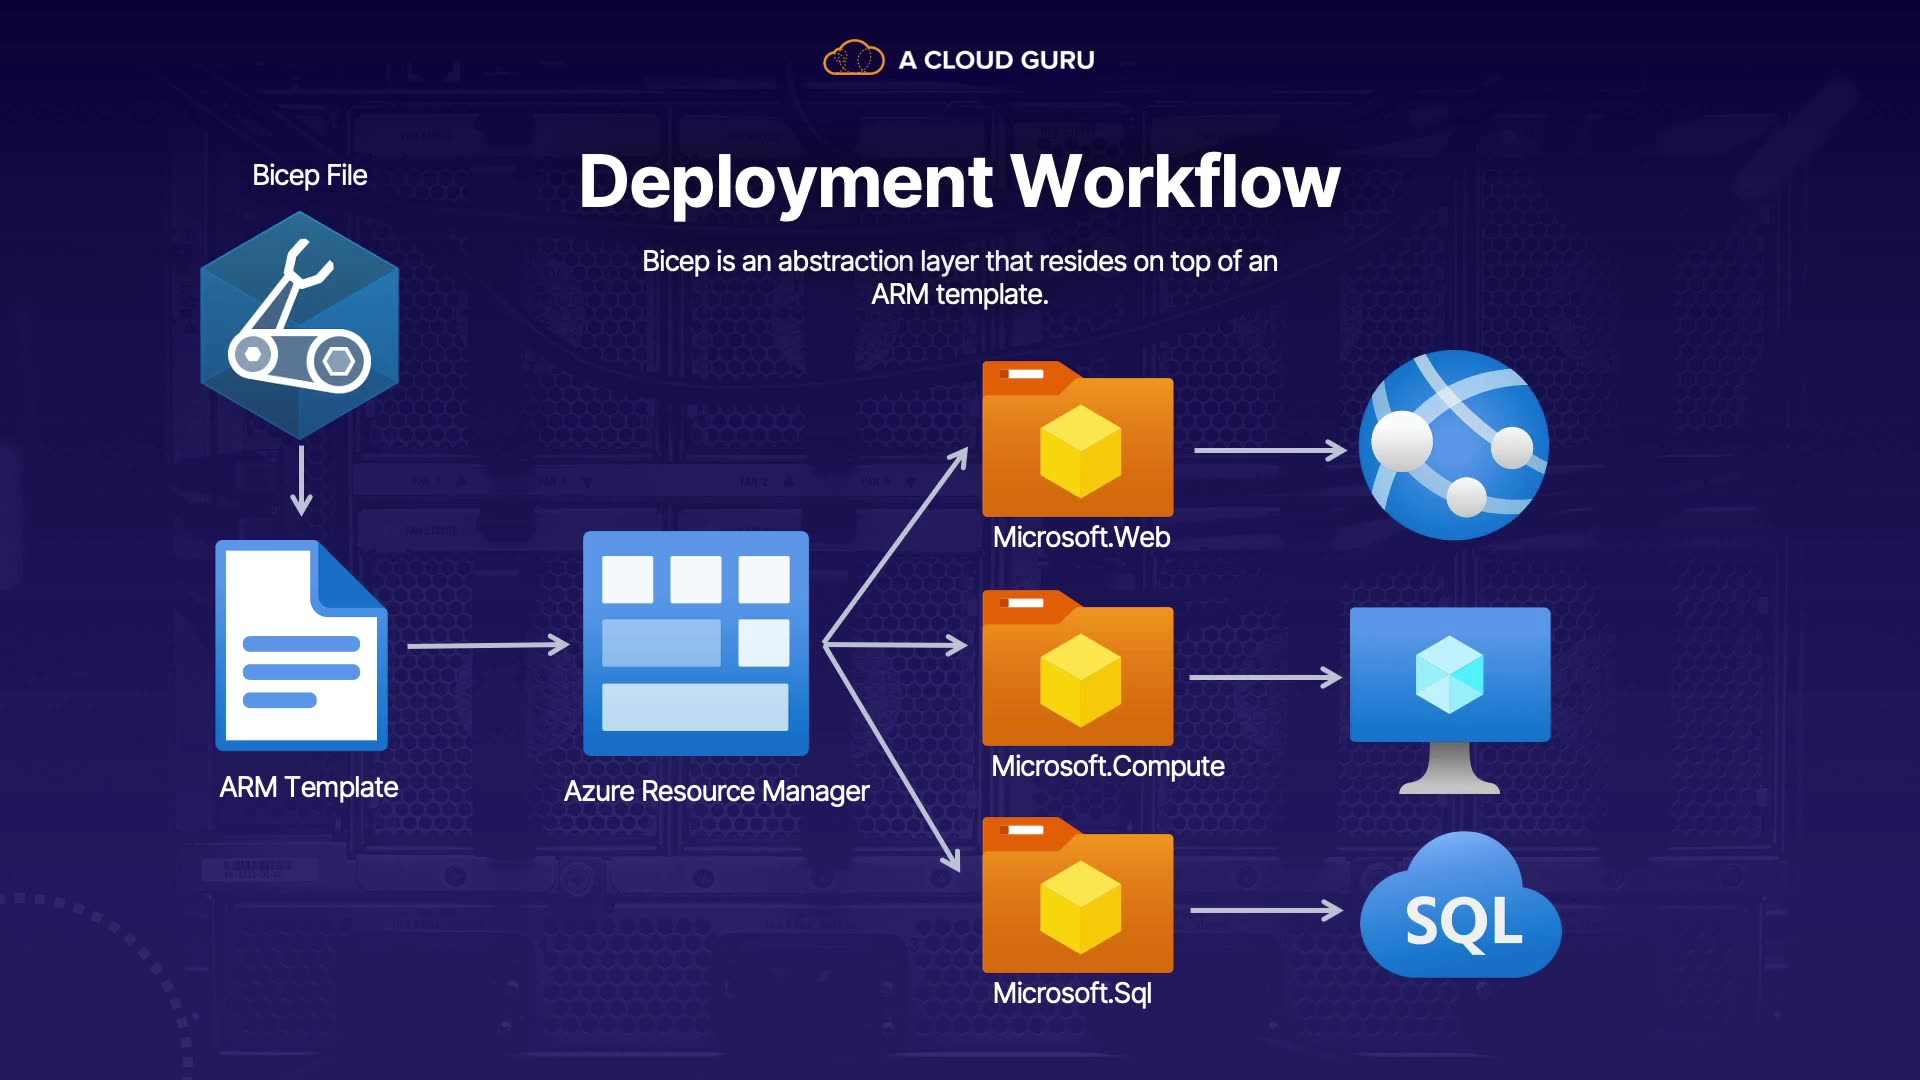 A CLOUD GURU
Deployment Workflow
Bicep is an abstraction layer that resides on top of an
ARM template.
Bicep File
ARM Template
Azure Resource Manager
Microsoft.Web
Microsoft.Compute
Microsoft.Sql
SQL